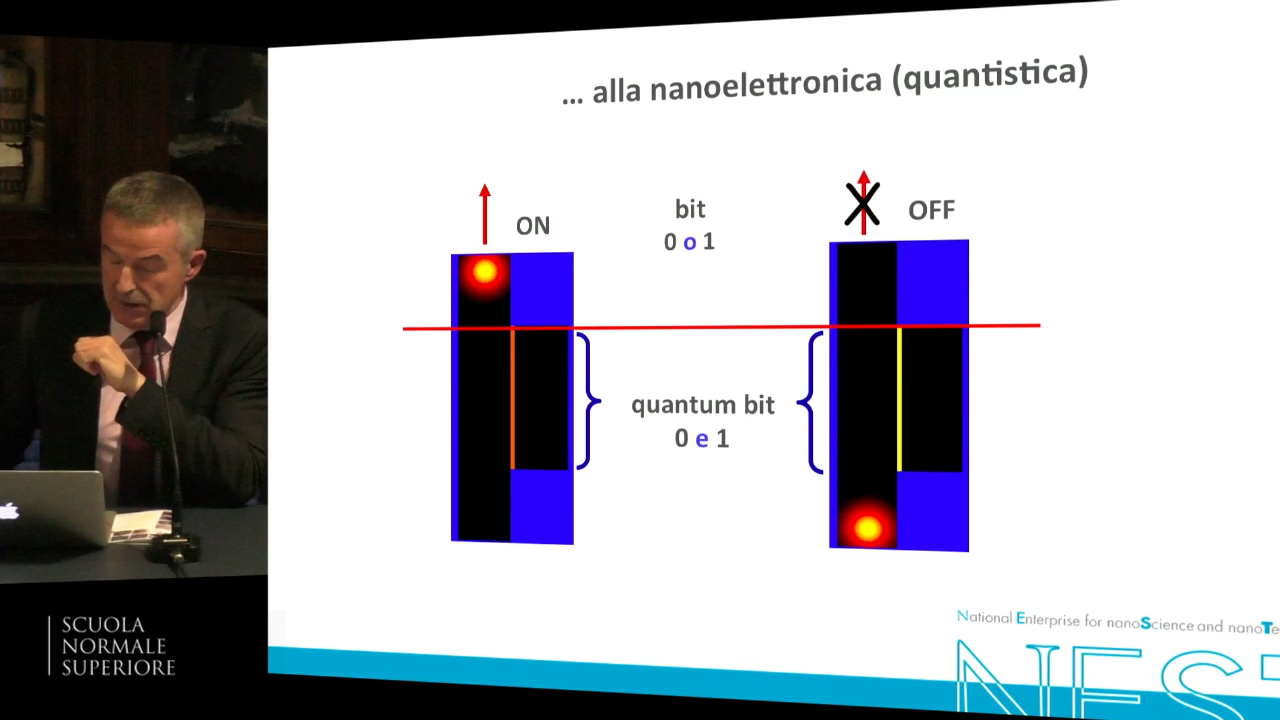 ... alla nanoelettronica (quantistica)
ON
bit
0 o 1
OFF
quantum bit
0 e 1
National Enterprise for nanoScience and nanoTe
NEST
SCUOLA
NORMALE
SUPERIORE